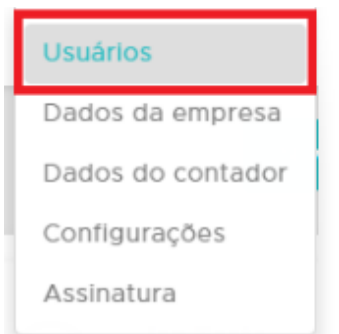 Usuários
Dados da empresa
Dados do contador
Configurações
Assinatura